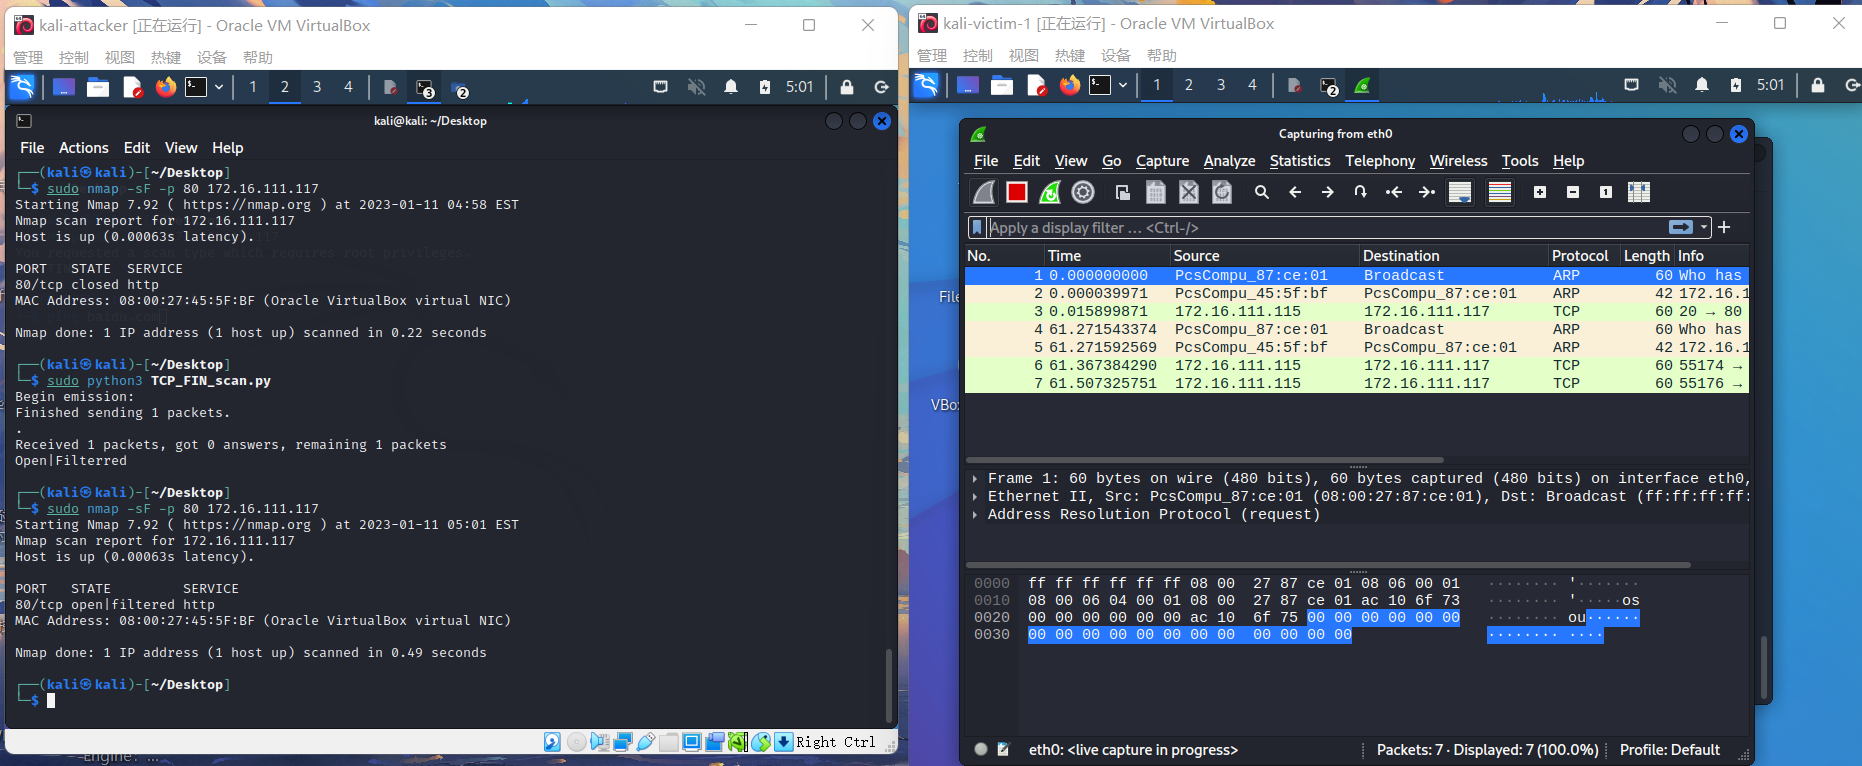 kali-attacker [正在运行] - Oracle VM VirtualBox
管理 控制 视图 热键 设备 帮助
1 2 3 4 3 2 5:01
kali@kali: ~/Desktop
File Actions Edit View Help
┌──(kali㉿kali)-[~/Desktop]
└─$ sudo nmap -sF -p 80 172.16.111.117
Starting Nmap 7.92 ( https://nmap.org ) at 2023-01-11 04:58 EST
Nmap scan report for 172.16.111.117
Host is up (0.00063s latency).
You requested a scan type which requires root privileges.
PORT   STATE  SERVICE
80/tcp closed http
MAC Address: 08:00:27:45:5F:BF (Oracle VirtualBox virtual NIC)
Nmap done: 1 IP address (1 host up) scanned in 0.22 seconds
┌──(kali㉿kali)-[~/Desktop]
└─$ sudo python3 TCP_FIN_scan.py
Begin emission:
Finished sending 1 packets.
.
Received 1 packets, got 0 answers, remaining 1 packets
Open|Filterred
┌──(kali㉿kali)-[~/Desktop]
└─$ sudo nmap -sF -p 80 172.16.111.117
Starting Nmap 7.92 ( https://nmap.org ) at 2023-01-11 05:01 EST
Nmap scan report for 172.16.111.117
Host is up (0.00063s latency).
PORT   STATE         SERVICE
80/tcp open|filtered http
MAC Address: 08:00:27:45:5F:BF (Oracle VirtualBox virtual NIC)
Nmap done: 1 IP address (1 host up) scanned in 0.49 seconds
┌──(kali㉿kali)-[~/Desktop]
└─$
Right Ctrl
Engine
kali-victim-1 [正在运行] - Oracle VM VirtualBox
管理 控制 视图 热键 设备 帮助
1 2 3 4 2 5:01
File
VBo
Capturing from eth0
File Edit View Go Capture Analyze Statistics Telephony Wireless Tools Help
Apply a display filter ... <Ctrl-/>
No. Time Source Destination Protocol Length Info
1 0.000000000 PcsCompu_87:ce:01 Broadcast ARP 60 Who has
2 0.000039971 PcsCompu_45:5f:bf PcsCompu_87:ce:01 ARP 42 172.16.1
3 0.015899871 172.16.111.115 172.16.111.117 TCP 60 20 → 80
4 61.271543374 PcsCompu_87:ce:01 Broadcast ARP 60 Who has
5 61.271592569 PcsCompu_45:5f:bf PcsCompu_87:ce:01 ARP 42 172.16.1
6 61.367384290 172.16.111.115 172.16.111.117 TCP 60 55174 →
7 61.507325751 172.16.111.115 172.16.111.117 TCP 60 55176 →
Frame 1: 60 bytes on wire (480 bits), 60 bytes captured (480 bits) on interface eth0,
Ethernet II, Src: PcsCompu_87:ce:01 (08:00:27:87:ce:01), Dst: Broadcast (ff:ff:ff:ff:
Address Resolution Protocol (request)
0000 ff ff ff ff ff ff 08 00 27 87 ce 01 08 06 00 01 ········ '·······
0010 08 00 06 04 00 01 08 00 27 87 ce 01 ac 10 6f 73 ········ '·····os
0020 00 00 00 00 00 00 ac 10 6f 75 00 00 00 00 00 00 ········ ou······
0030 00 00 00 00 00 00 00 00 00 00 00 00 ········ ····
eth0: <live capture in progress>
Packets: 7 · Displayed: 7 (100.0%)
Profile: Default